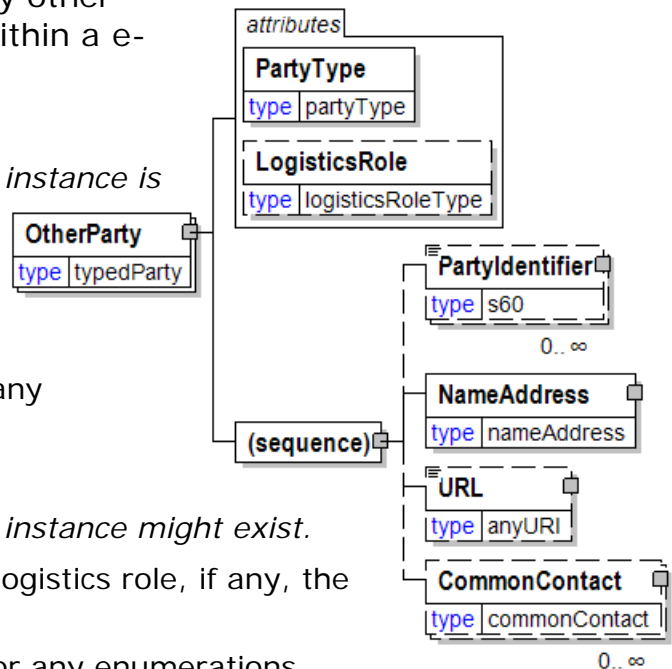 y other
ithin a e-
instance is
any
instance might exist.
ogistics role, if any, the
or any enumerations
attributes
PartyType
type partyType
LogisticsRole
type logisticsRoleType
OtherParty
type typedParty
(sequence)
PartyIdentifier
type s60
0.. ∞
NameAddress
type nameAddress
URL
type anyURI
CommonContact
type commonContact
0.. ∞